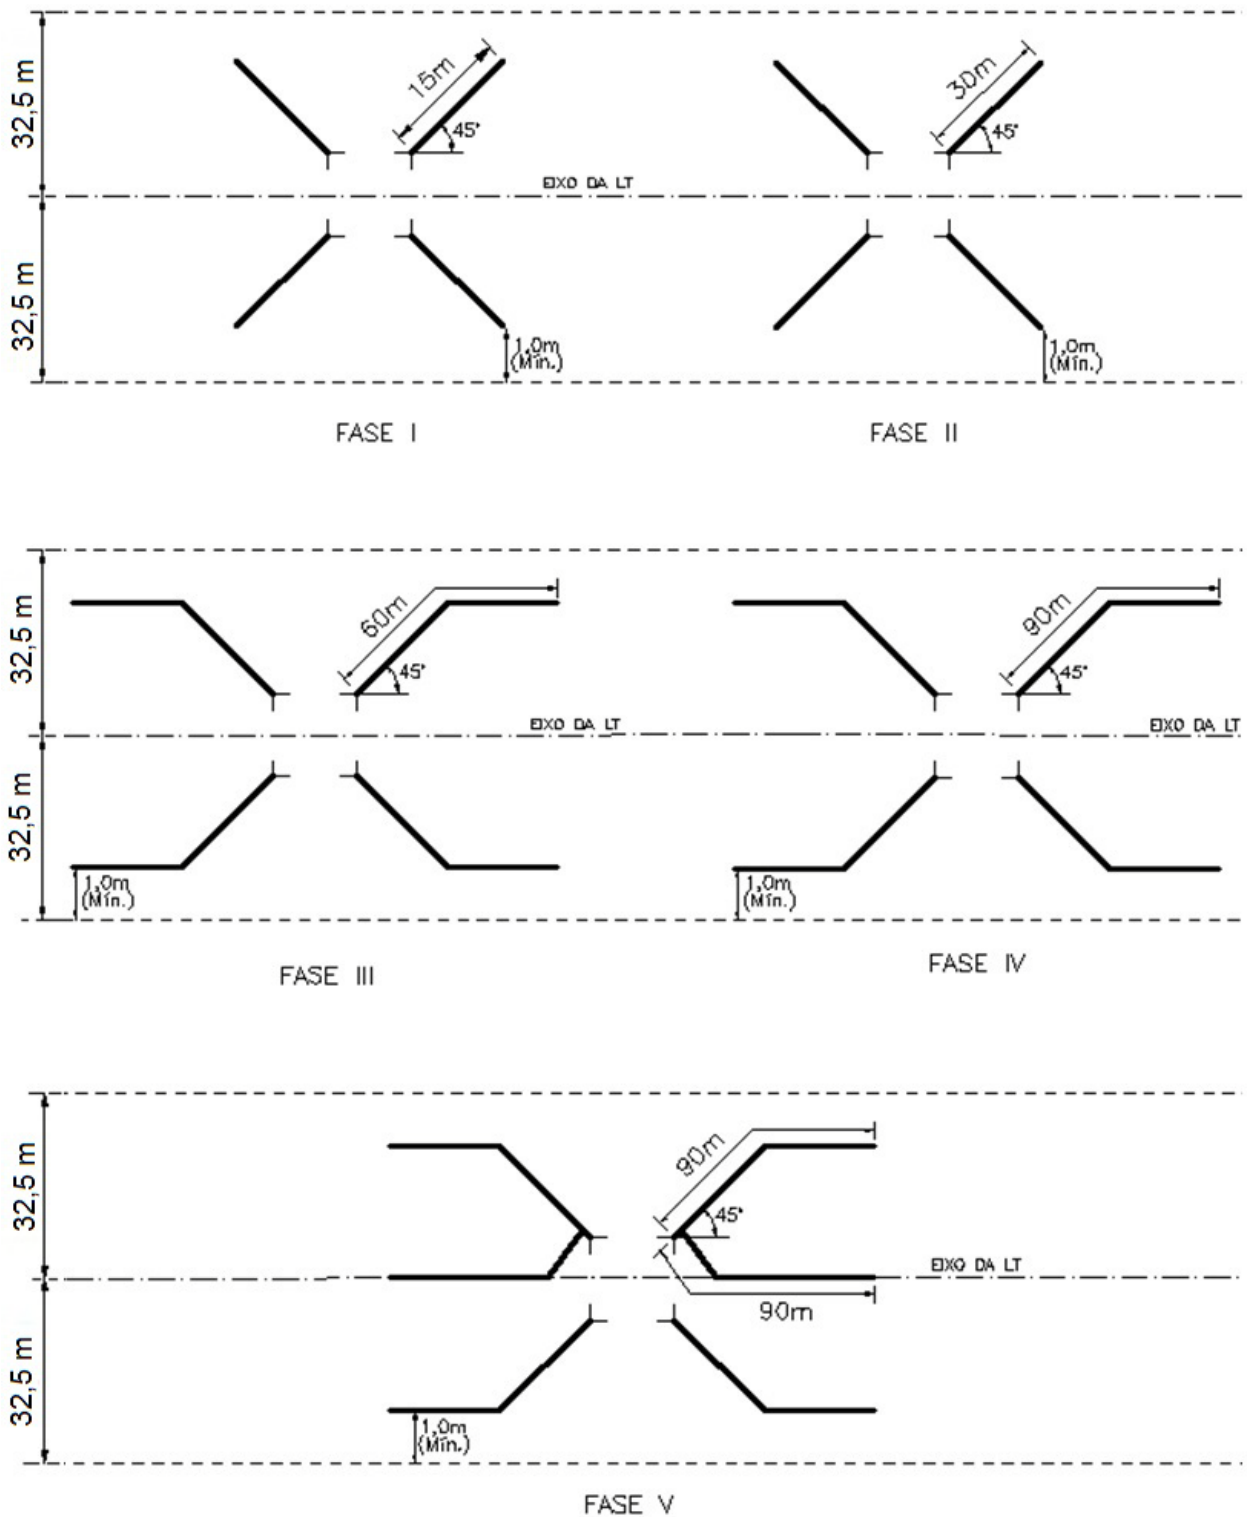 32,5 m
15m
45°
30m
45°
EIXO DA LT
32,5 m
1,0m
(Mín.)
1,0m
(Mín.)
FASE I
FASE II
32,5 m
60m
45°
90m
45°
EIXO DA LT
EIXO DA LT
32,5 m
1,0m
(Mín.)
1,0m
(Mín.)
FASE III
FASE IV
32,5 m
90m
45°
EIXO DA LT
90m
32,5 m
1,0m
(Mín.)
FASE V